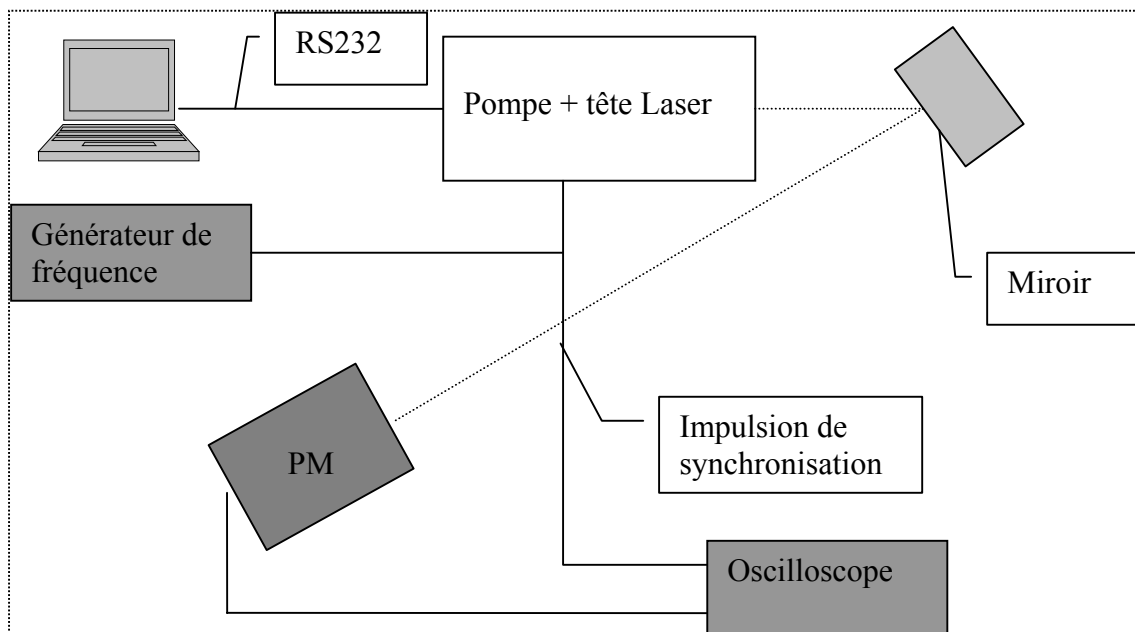 RS232
Pompe + tête Laser
Générateur de
fréquence
Miroir
Impulsion de
synchronisation
PM
Oscilloscope